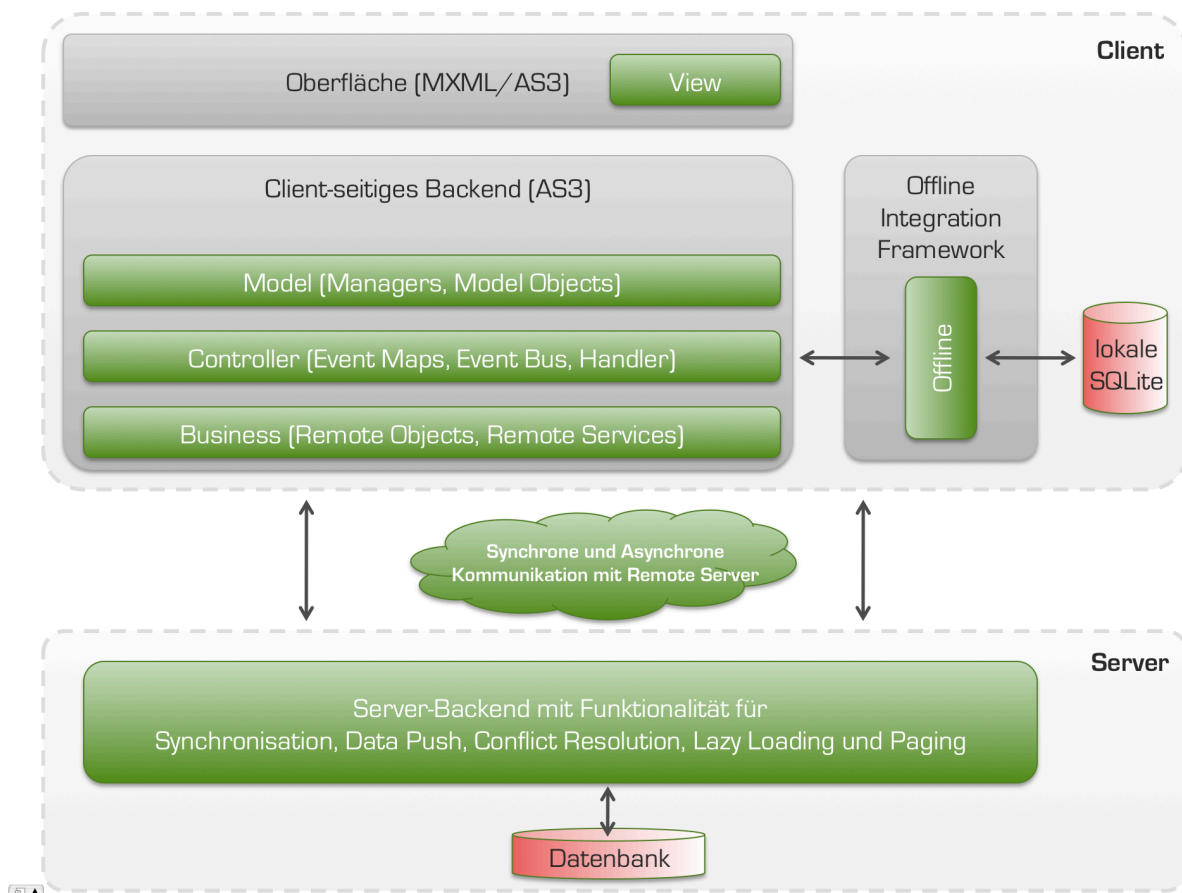 Client
Oberfläche (MXML/AS3)
View
Client-seitiges Backend (AS3)
Model (Managers, Model Objects)
Controller (Event Maps, Event Bus, Handler)
Business (Remote Objects, Remote Services)
Offline
Integration
Framework
Offline
lokale
SQLite
Synchrone und Asynchrone
Kommunikation mit Remote Server
Server
Server-Backend mit Funktionalität für
Synchronisation, Data Push, Conflict Resolution, Lazy Loading und Paging
Datenbank